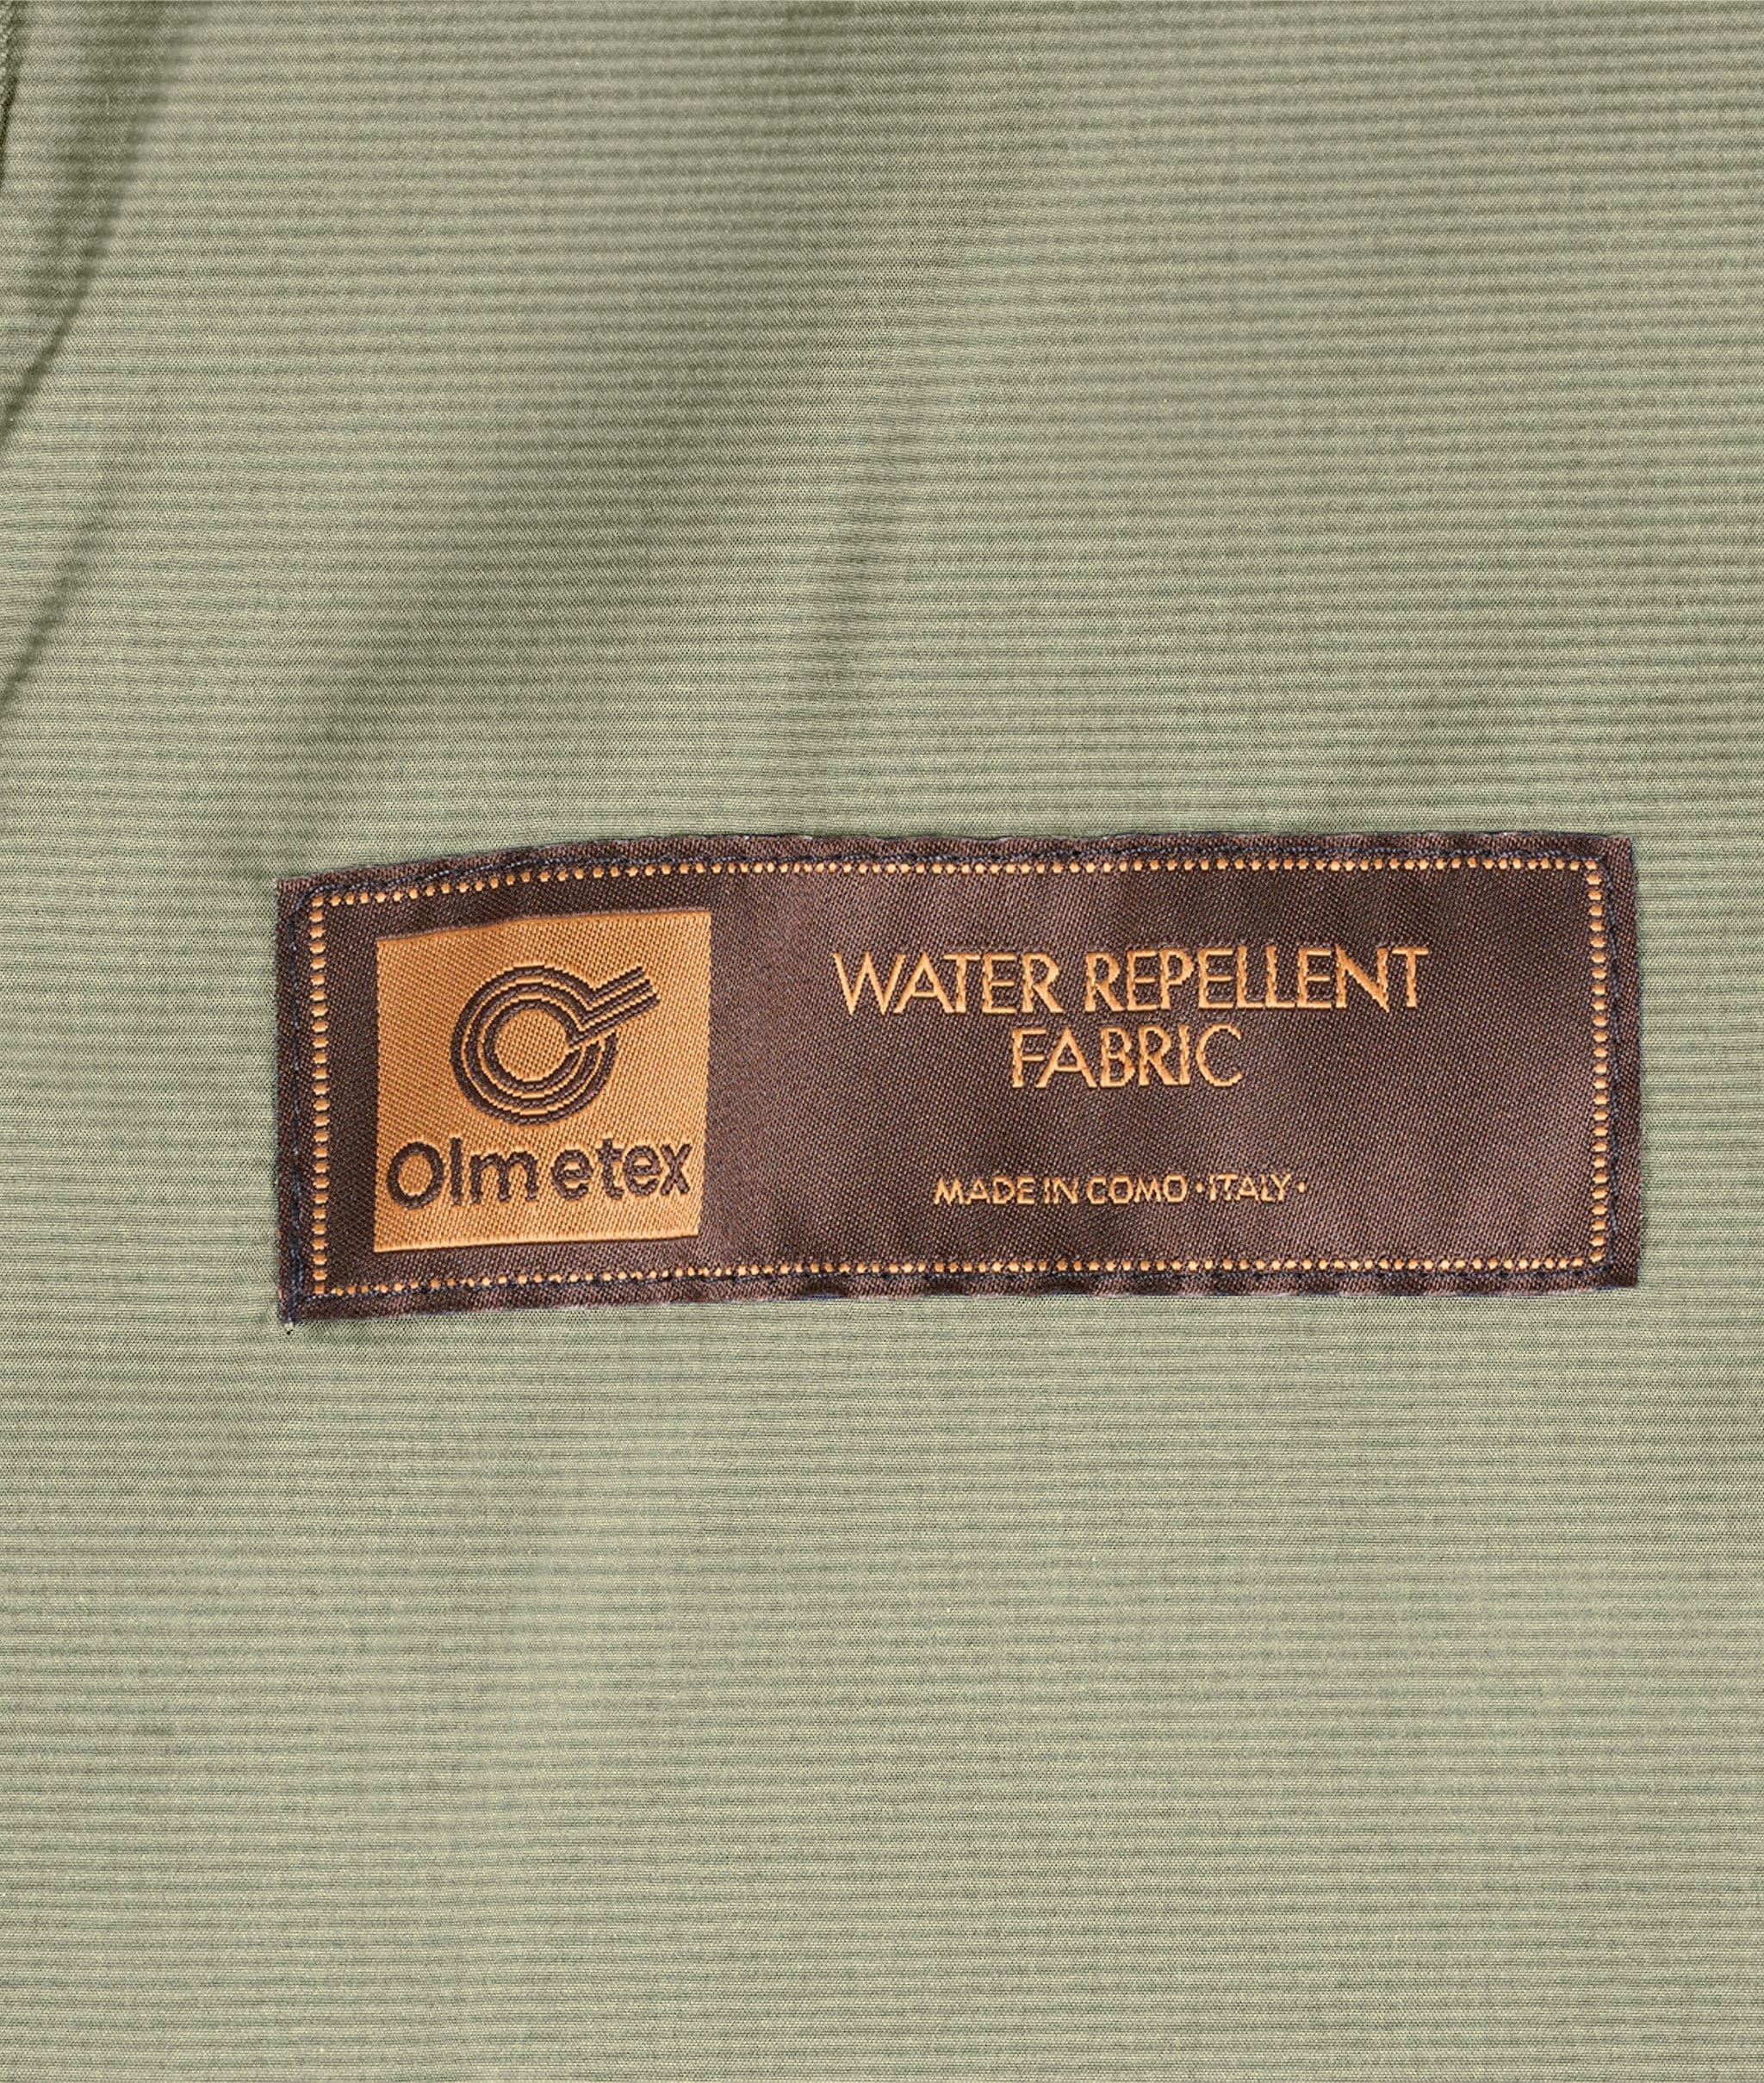 Olmetex
WATER REPELLENT
FABRIC
MADE IN COMO·ITALY·